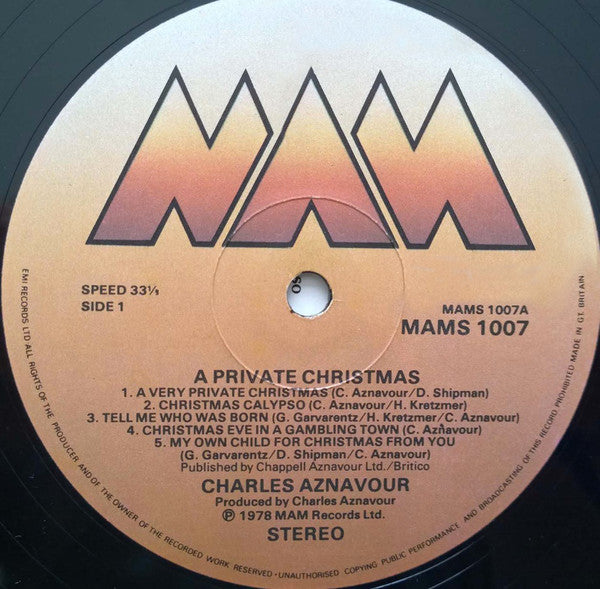 MAM
SPEED 33⅓
SIDE 1
MAMS 1007A
MAMS 1007
A PRIVATE CHRISTMAS
1. A VERY PRIVATE CHRISTMAS (C. Aznavour/D. Shipman)
2. CHRISTMAS CALYPSO (C. Aznavour/H. Kretzmer)
3. TELL ME WHO WAS BORN (G. Garvarentz/H. Kretzmer/C. Aznavour)
4. CHRISTMAS EVE IN A GAMBLING TOWN (C. Aznavour)
5. MY OWN CHILD FOR CHRISTMAS FROM YOU
(G. Garvartz/D. Shipman/C. Aznavour)
Published by Chappell Aznavour Ltd./Britico
CHARLES AZNAVOUR
Produced by Charles Aznavour
℗ 1978 MAM Records Ltd.
STEREO
EMI RECORDS LTD ALL RIGHTS OF THE PRODUCER AND OF THE OWNER OF THE RECORDED WORK RESERVED · UNAUTHORISED COPYING PUBLIC PERFORMANCE AND BROADCASTING OF THIS RECORD PROHIBITED MADE IN GT. BRITAIN